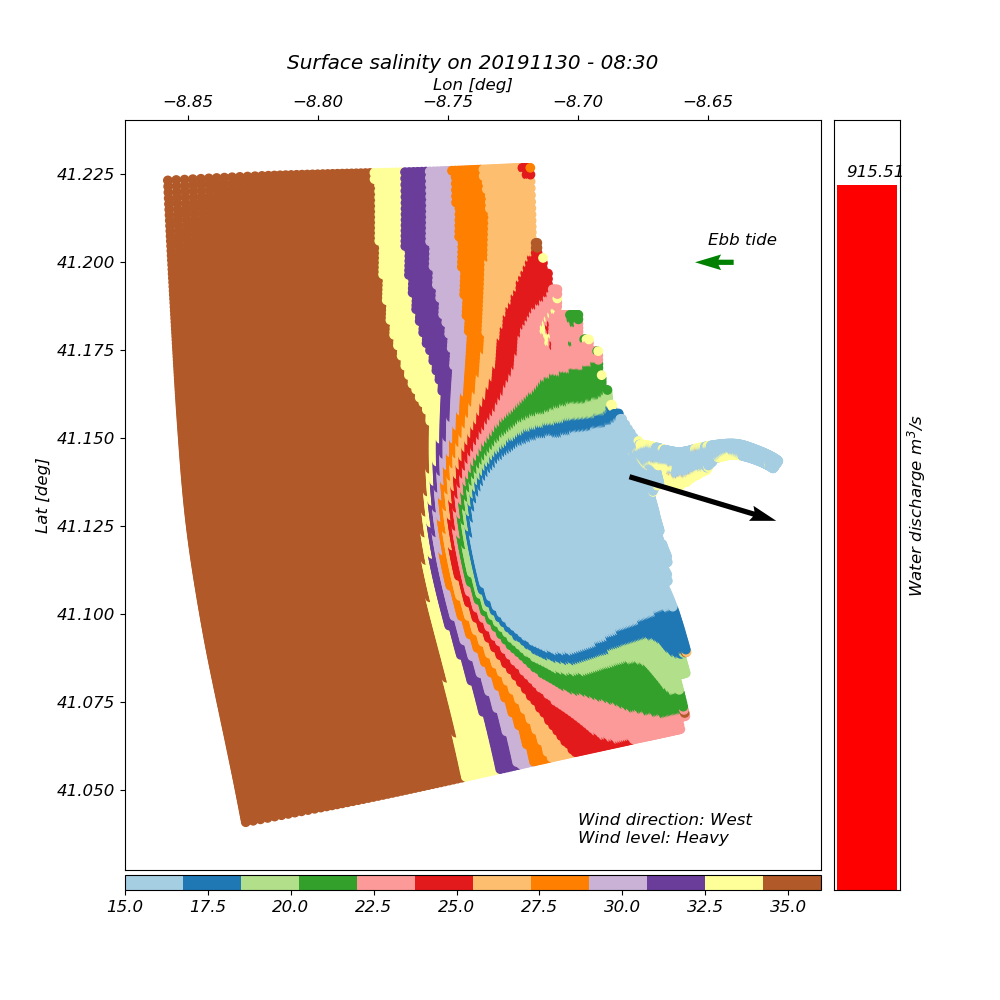 Surface salinity on 20191130 - 08:30
Lon [deg]
−8.85 −8.80 −8.75 −8.70 −8.65
915.51
41.225
41.200
41.175
41.150
41.125
41.100
41.075
41.050
Lat [deg]
Ebb tide
Water discharge m³/s
Wind direction: West
Wind level: Heavy
15.0 17.5 20.0 22.5 25.0 27.5 30.0 32.5 35.0